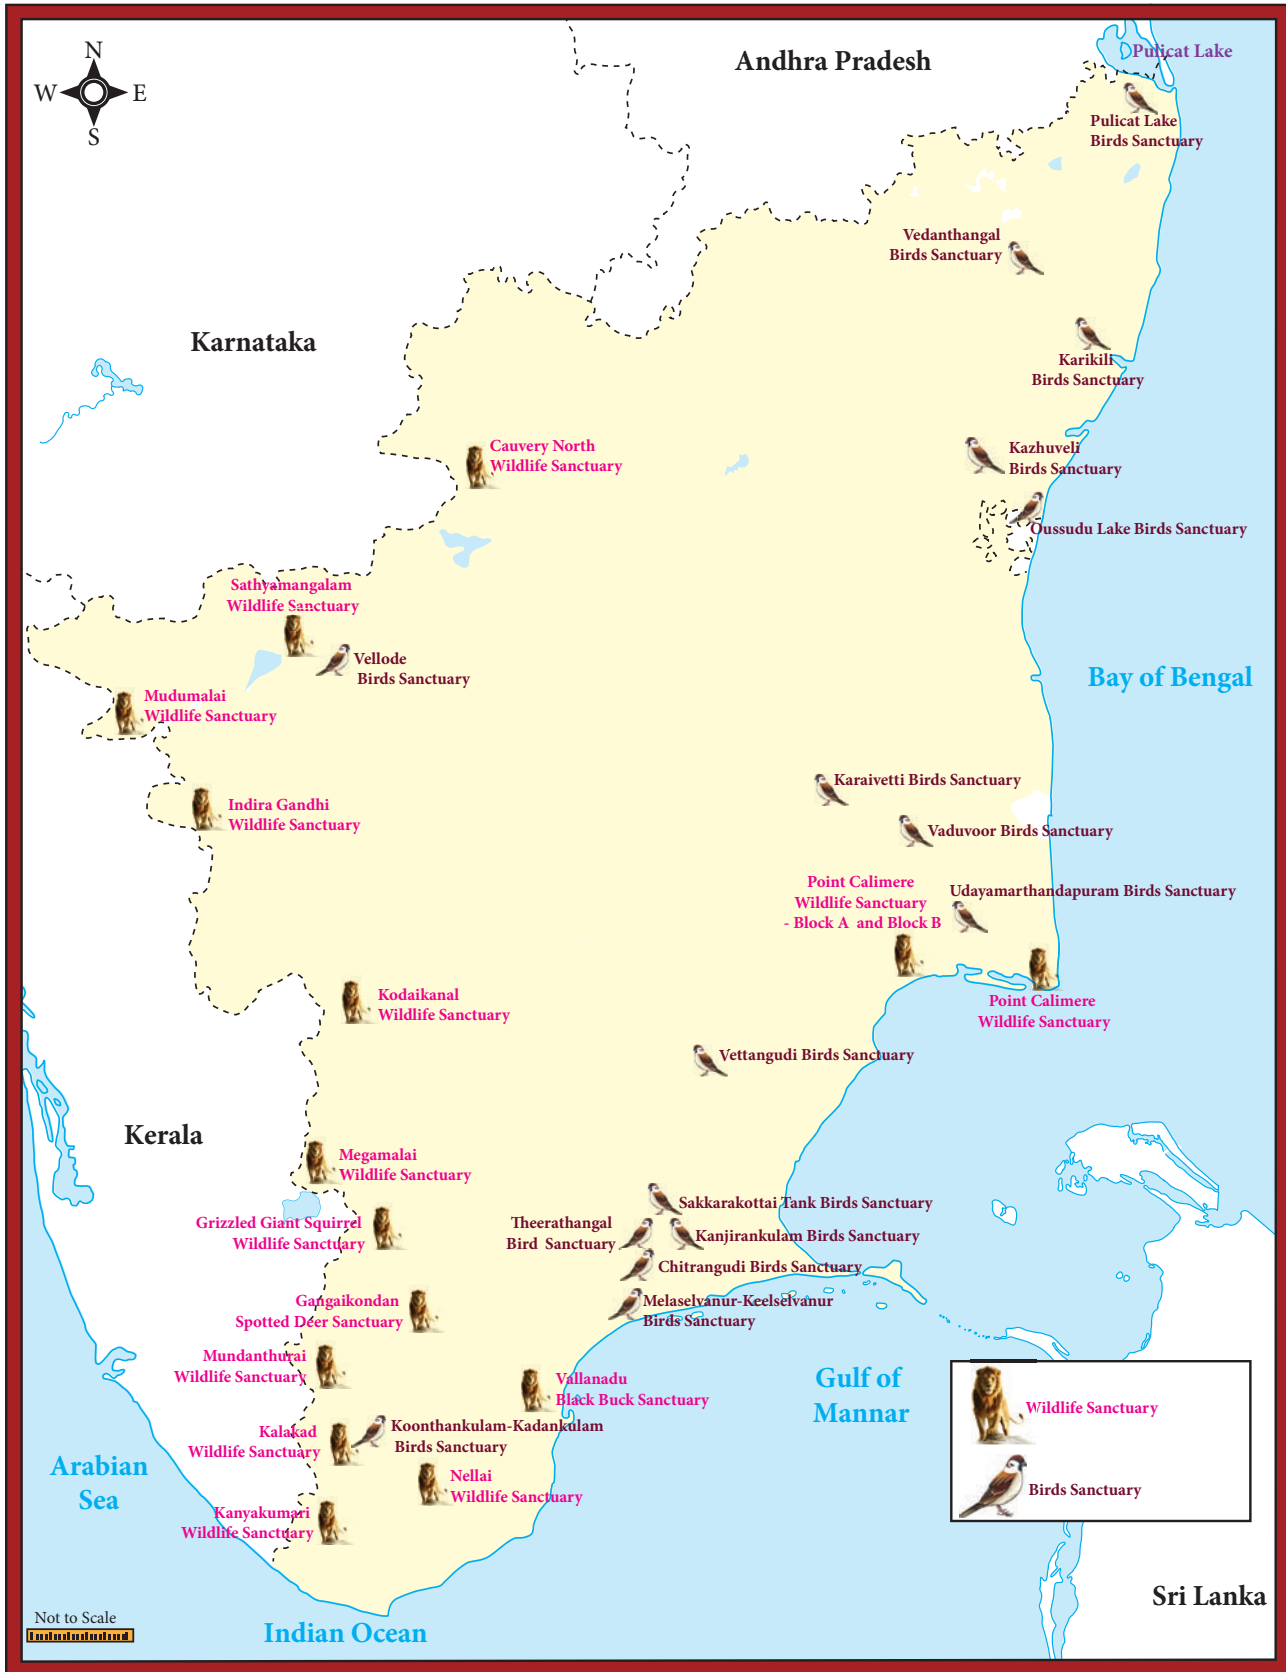 N
W
E
S
Andhra Pradesh
Pulicat Lake
Pulicat Lake
Birds Sanctuary
Vedanthangal
Birds Sanctuary
Karnataka
Karikili
Birds Sanctuary
Cauvery North
Wildlife Sanctuary
Kazhuveli
Birds Sanctuary
Oussudu Lake Birds Sanctuary
Sathyamangalam
Wildlife Sanctuary
Vellode
Birds Sanctuary
Bay of Bengal
Mudumalai
Wildlife Sanctuary
Karaivetti Birds Sanctuary
Indira Gandhi
Wildlife Sanctuary
Vaduvoor Birds Sanctuary
Point Calimere
Wildlife Sanctuary
- Block A and Block B
Udayamarthandapuram Birds Sanctuary
Kodaikanal
Wildlife Sanctuary
Point Calimere
Wildlife Sanctuary
Vettangudi Birds Sanctuary
Kerala
Megamalai
Wildlife Sanctuary
Sakkarakottai Tank Birds Sanctuary
Grizzled Giant Squirrel
Wildlife Sanctuary
Theerathangal
Bird Sanctuary
Kanjirankulam Birds Sanctuary
Chitrangudi Birds Sanctuary
Gangaikondan
Spotted Deer Sanctuary
Melaselvanur-Keelselvanur
Birds Sanctuary
Mundanthurai
Wildlife Sanctuary
Vallanadu
Black Buck Sanctuary
Gulf of
Mannar
Wildlife Sanctuary
Kalakad
Wildlife Sanctuary
Koonthankulam-Kadankulam
Birds Sanctuary
Arabian
Sea
Nellai
Wildlife Sanctuary
Birds Sanctuary
Kanyakumari
Wildlife Sanctuary
Sri Lanka
Not to Scale
Indian Ocean